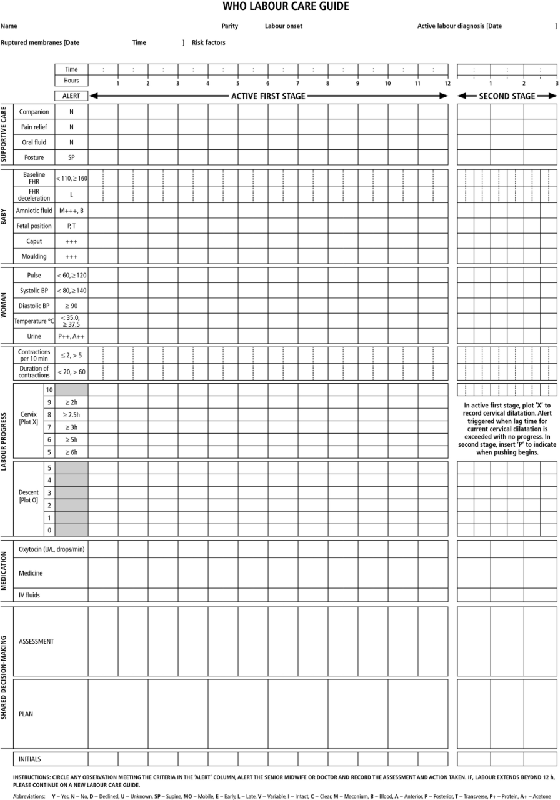 WHO LABOUR CARE GUIDE
Name Parity Labour onset Active labour diagnosis [Date ]
Ruptured membranes [Date Time ] Risk factors
Time : : : : : : : : : : : : : : :
Hours 1 2 3 4 5 6 7 8 9 10 11 12 1 2 3
ALERT ACTIVE FIRST STAGE SECOND STAGE
SUPPORTIVE CARE
Companion N
Pain relief N
Oral fluid N
Posture SP
BABY
Baseline
FHR < 110, ≥ 160
FHR
deceleration L
Amniotic fluid M+++, B
Fetal position P, T
Caput +++
Moulding +++
WOMAN
Pulse < 60, ≥ 120
Systolic BP < 80, ≥ 140
Diastolic BP ≥ 90
Temperature °C < 35.0,
≥ 37.5
Urine P++, A++
LABOUR PROGRESS
Contractions
per 10 min ≤ 2, > 5
Duration of
contractions < 20, > 60
Cervix
[Plot X]
10
9 ≥ 2h
8 ≥ 2.5h
7 ≥ 3h
6 ≥ 5h
5 ≥ 6h
In active first stage, plot 'X' to
record cervical dilatation. Alert
triggered when lag time for
current cervical dilatation is
exceeded with no progress. In
second stage, insert 'P' to indicate
when pushing begins.
Descent
[Plot O]
5
4
3
2
1
0
MEDICATION
Oxytocin (U/L, drops/min)
Medicine
IV fluids
SHARED DECISION-MAKING
ASSESSMENT
PLAN
INITIALS
INSTRUCTIONS: CIRCLE ANY OBSERVATION MEETING THE CRITERIA IN THE 'ALERT' COLUMN, ALERT THE SENIOR MIDWIFE OR DOCTOR AND RECORD THE ASSESSMENT AND ACTION TAKEN. IF, LABOUR EXTENDS BEYOND 12 h,
PLEASE CONTINUE ON A NEW LABOUR CARE GUIDE.
Abbreviations: Y – Yes, N – No, D – Declined, U – Unknown, SP – Supine, MO – Mobile, E – Early, L – Late, V – Variable, I – Intact, C – Clear, M – Meconium, B – Blood, A – Anterior, P – Posterior, T – Transverse, P+ – Protein, A+ – Acetone